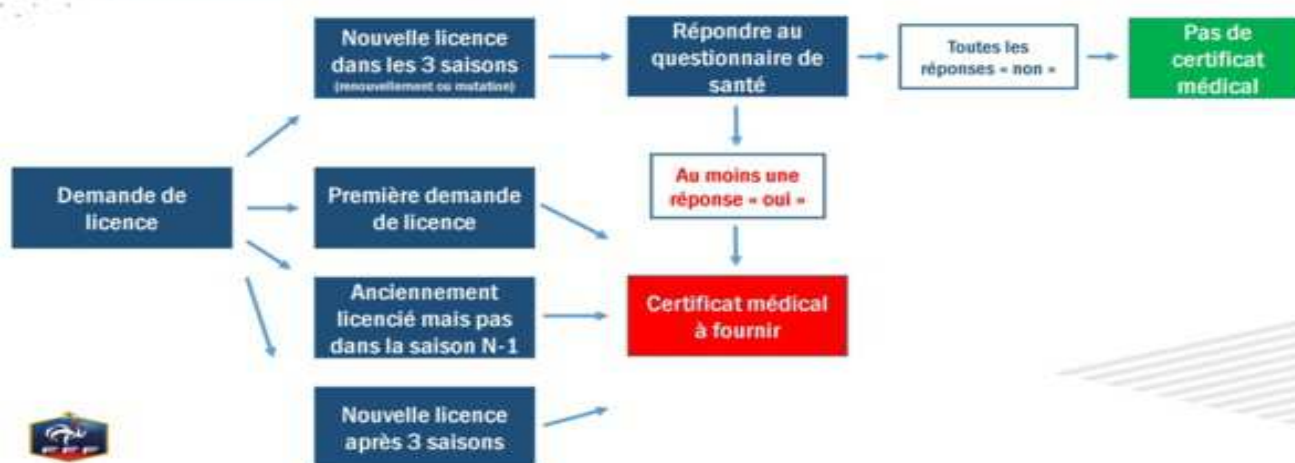 Nouvelle licence
dans les 3 saisons
(renouvellement ou mutation)
Répondre au
questionnaire de
santé
Toutes les
réponses « non »
Pas de
certificat
médical
Demande de
licence
Première demande
de licence
Au moins une
réponse « oui »
Anciennement
licencié mais pas
dans la saison N-1
Certificat médical
à fournir
Nouvelle licence
après 3 saisons
FFF